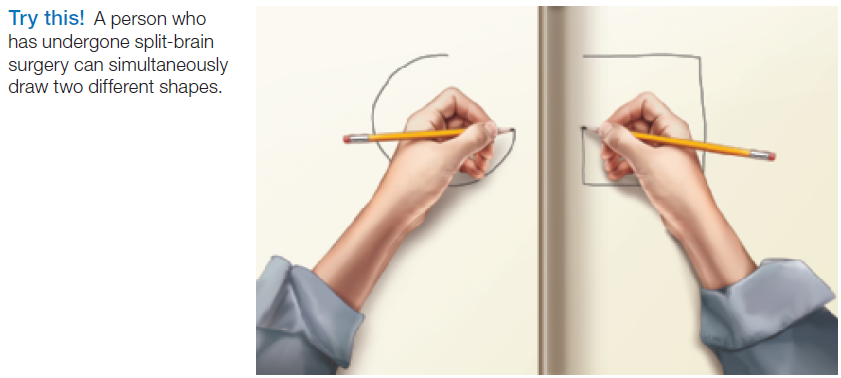 Try this! A person who
has undergone split-brain
surgery can simultaneously
draw two different shapes.